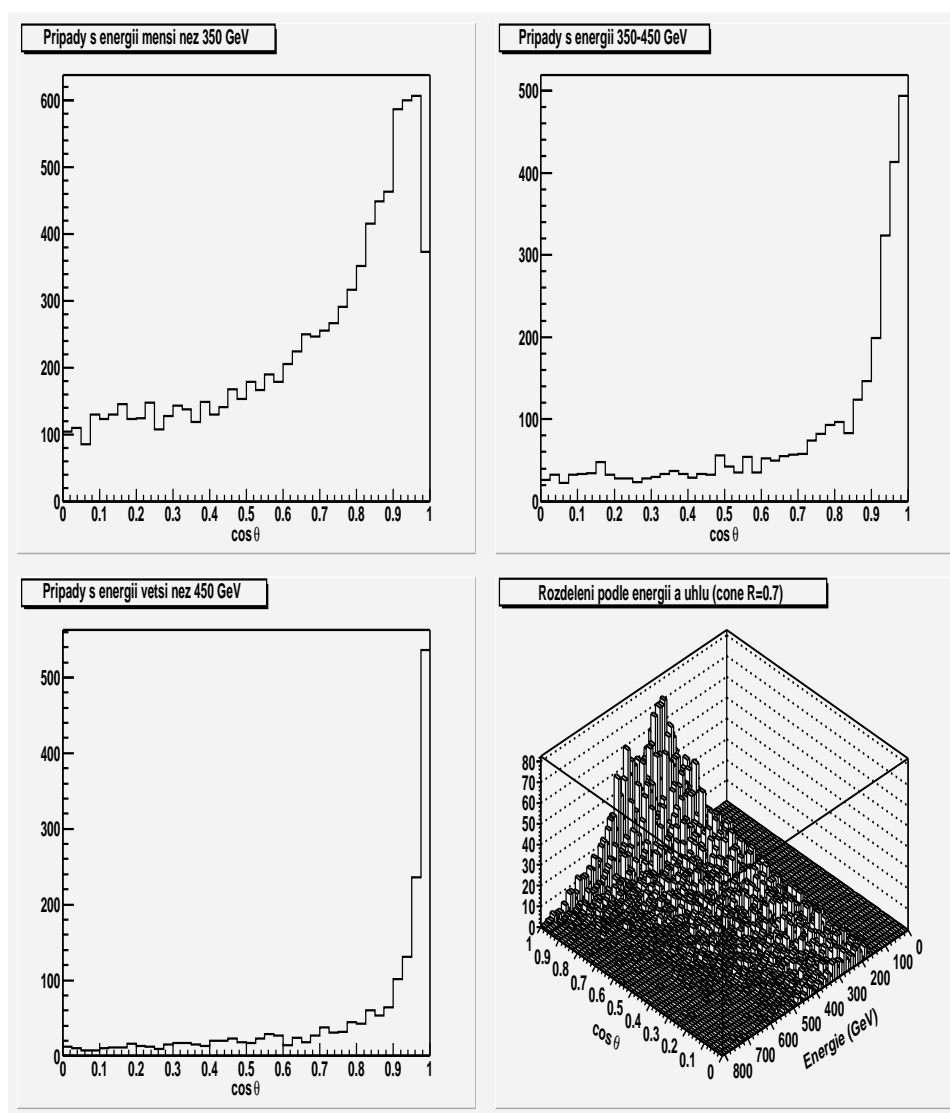 Pripady s energii mensi nez 350 GeV
600
500
400
300
200
100
0
0 0.1 0.2 0.3 0.4 0.5 0.6 0.7 0.8 0.9 1
cos θ
Pripady s energii 350-450 GeV
500
400
300
200
100
0
0 0.1 0.2 0.3 0.4 0.5 0.6 0.7 0.8 0.9 1
cos θ
Pripady s energii vetsi nez 450 GeV
500
400
300
200
100
0
0 0.1 0.2 0.3 0.4 0.5 0.6 0.7 0.8 0.9 1
cos θ
Rozdeleni podle energii a uhlu (cone R=0.7)
80
70
60
50
40
30
20
10
0
1 0.9 0.8 0.7 0.6 0.5 0.4 0.3 0.2 0.1 0
cos θ
800 700 600 500 400 300 200 100 0
Energie (GeV)